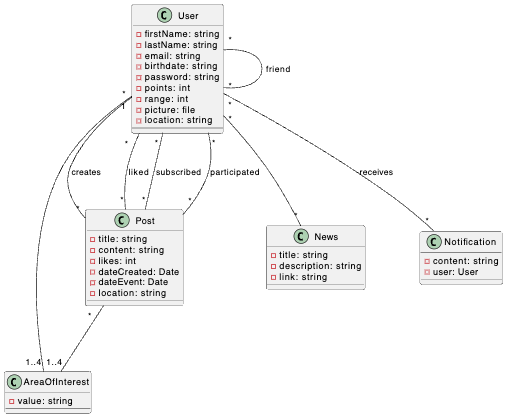 C User
firstName: string
lastName: string
email: string
birthdate: string
password: string
points: int
range: int
picture: file
location: string
*
*
friend
*
1
*
*
*
*
*
creates
liked
subscribed
participated
receives
*
*
*
*
*
*
C Post
title: string
content: string
likes: int
dateCreated: Date
dateEvent: Date
location: string
C News
title: string
description: string
link: string
C Notification
content: string
user: User
*
1..4
1..4
C AreaOfInterest
value: string